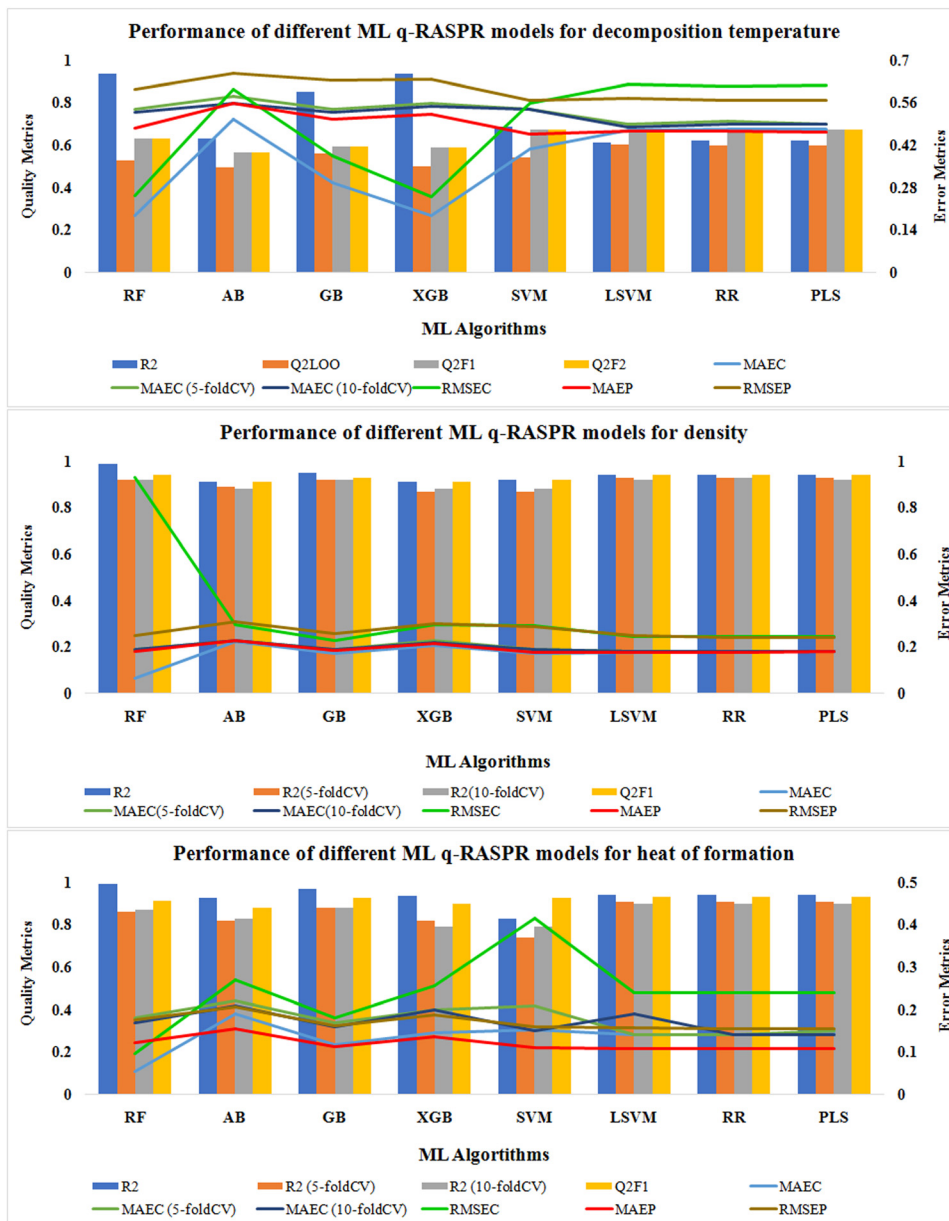 Performance of different ML q-RASPR models for decomposition temperature
1 0.7
0.8 0.56
0.6 0.42
0.4 0.28
0.2 0.14
0 0
Quality Metrics
Error Metrics
RF AB GB XGB SVM LSVM RR PLS
ML Algorithms
R2 Q2LOO Q2F1 Q2F2 MAEC
MAEC (5-foldCV) MAEC (10-foldCV) RMSEC MAEP RMSEP
Performance of different ML q-RASPR models for density
1 1
0.8 0.8
0.6 0.6
0.4 0.4
0.2 0.2
0 0
Quality Metrics
Error Metrics
RF AB GB XGB SVM LSVM RR PLS
ML Algorithms
R2 R2(5-foldCV) R2(10-foldCV) Q2F1 MAEC
MAEC(5-foldCV) MAEC(10-foldCV) RMSEC MAEP RMSEP
Performance of different ML q-RASPR models for heat of formation
1 0.5
0.8 0.4
0.6 0.3
0.4 0.2
0.2 0.1
0 0
Quality Metrics
Error Metrics
RF AB GB XGB SVM LSVM RR PLS
ML Algortithms
R2 R2 (5-foldCV) R2 (10-foldCV) Q2F1 MAEC
MAEC (5-foldCV) MAEC (10-foldCV) RMSEC MAEP RMSEP